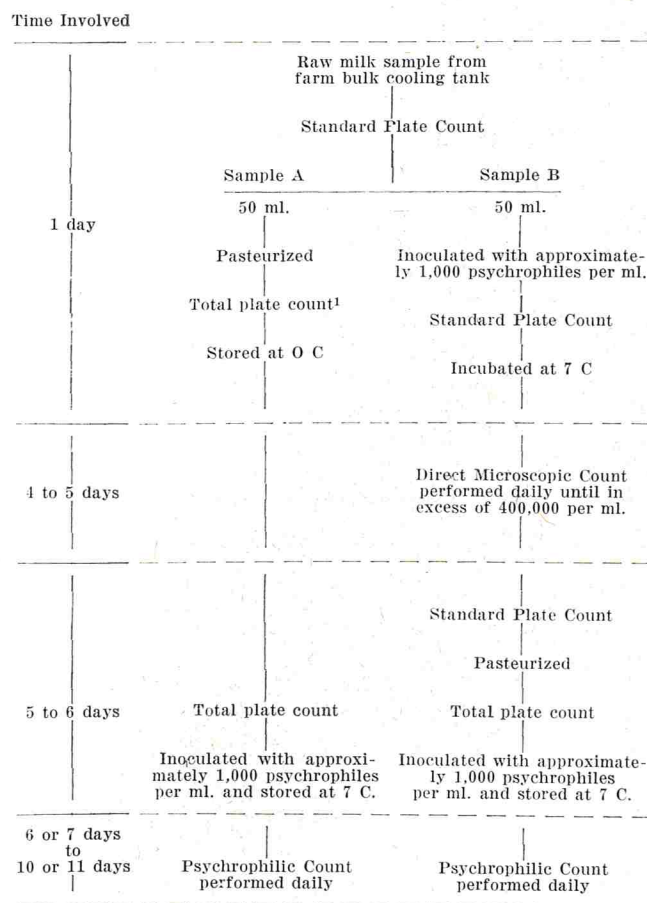 Time Involved
Raw milk sample from
farm bulk cooling tank
Standard Plate Count
Sample A
Sample B
1 day
50 ml.
50 ml.
Pasteurized
Inoculated with approximate-
ly 1,000 psychrophiles per ml.
Total plate count¹
Standard Plate Count
Stored at O C
Incubated at 7 C
4 to 5 days
Direct Microscopic Count
performed daily until in
excess of 400,000 per ml.
Standard Plate Count
Pasteurized
5 to 6 days
Total plate count
Total plate count
Inoculated with approxi-
mately 1,000 psychrophiles
per ml. and stored at 7 C.
Inoculated with approximate-
ly 1,000 psychrophiles
per ml. and stored at 7 C.
6 or 7 days
to
10 or 11 days
Psychrophilic Count
performed daily
Psychrophilic Count
performed daily